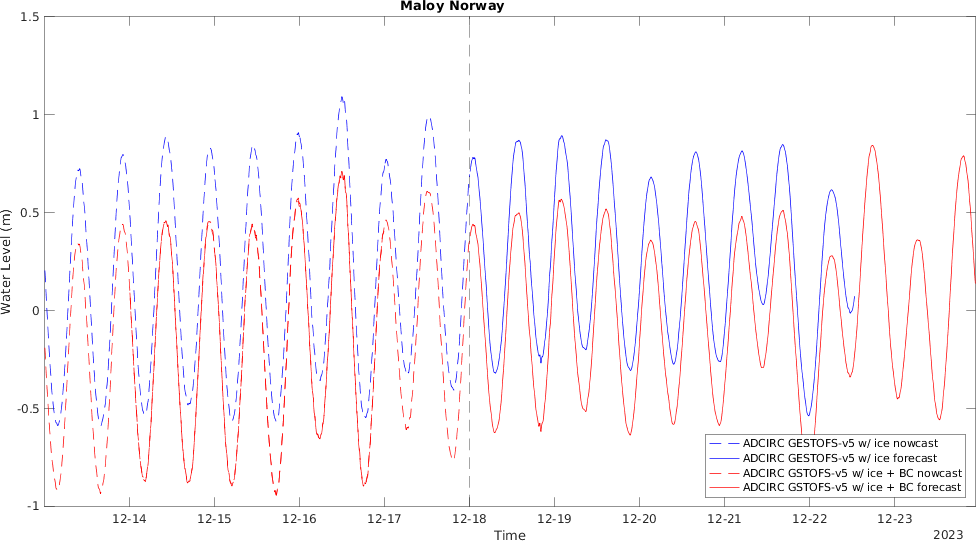 Maloy Norway
1.5
1
0.5
0
-0.5
-1
Water Level (m)
ADCIRC GESTOFS-v5 w/ ice nowcast
ADCIRC GESTOFS-v5 w/ ice forecast
ADCIRC GSTOFS-v5 w/ ice + BC nowcast
ADCIRC GSTOFS-v5 w/ ice + BC forecast
12-14 12-15 12-16 12-17 12-18 12-19 12-20 12-21 12-22 12-23
Time
2023